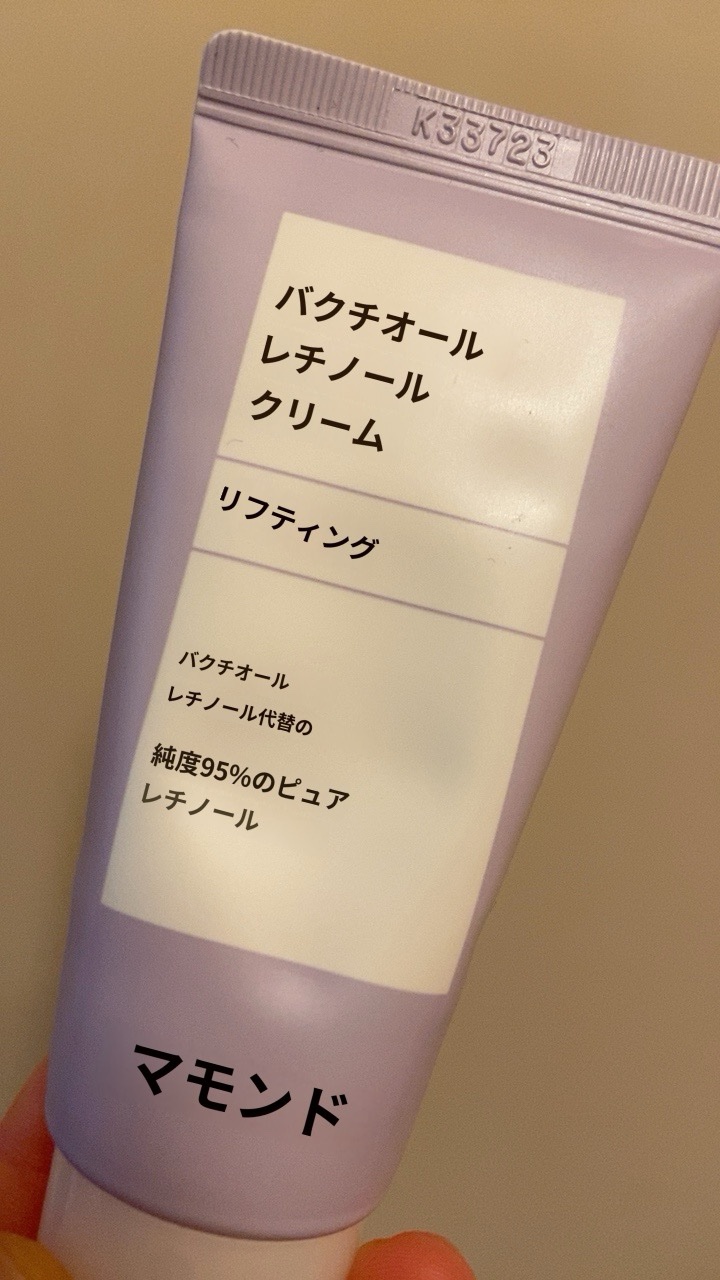 K33723
バクチオール
レチノール
クリーム
リフティング
バクチオール
レチノール代替の
純度95%のピュア
レチノール
マモンド